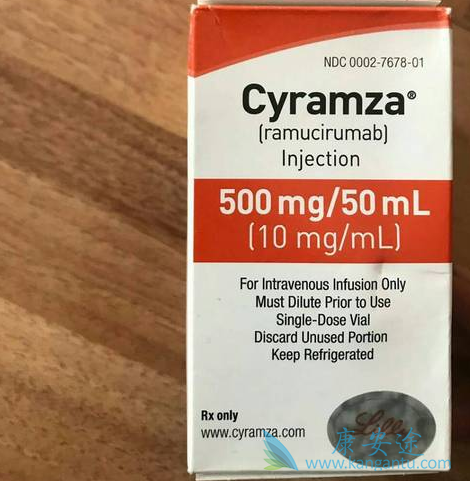 NDC 0002-7678-01
Cyramza®
(ramucirumab)
Injection
500 mg/50 mL
(10 mg/mL)
For Intravenous Infusion Only
Must Dilute Prior to Use
Single-Dose Vial
Discard Unused Portion
Keep Refrigerated
Rx only
www.cyramza.com
Lilly
康安途
www.kangantu.com